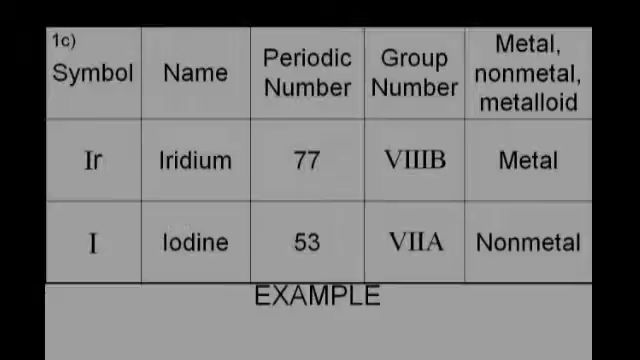 1c)
Symbol Name Periodic Number Group Number Metal, nonmetal, metalloid
Ir Iridium 77 VIIIB Metal
I Iodine 53 VIIA Nonmetal
EXAMPLE